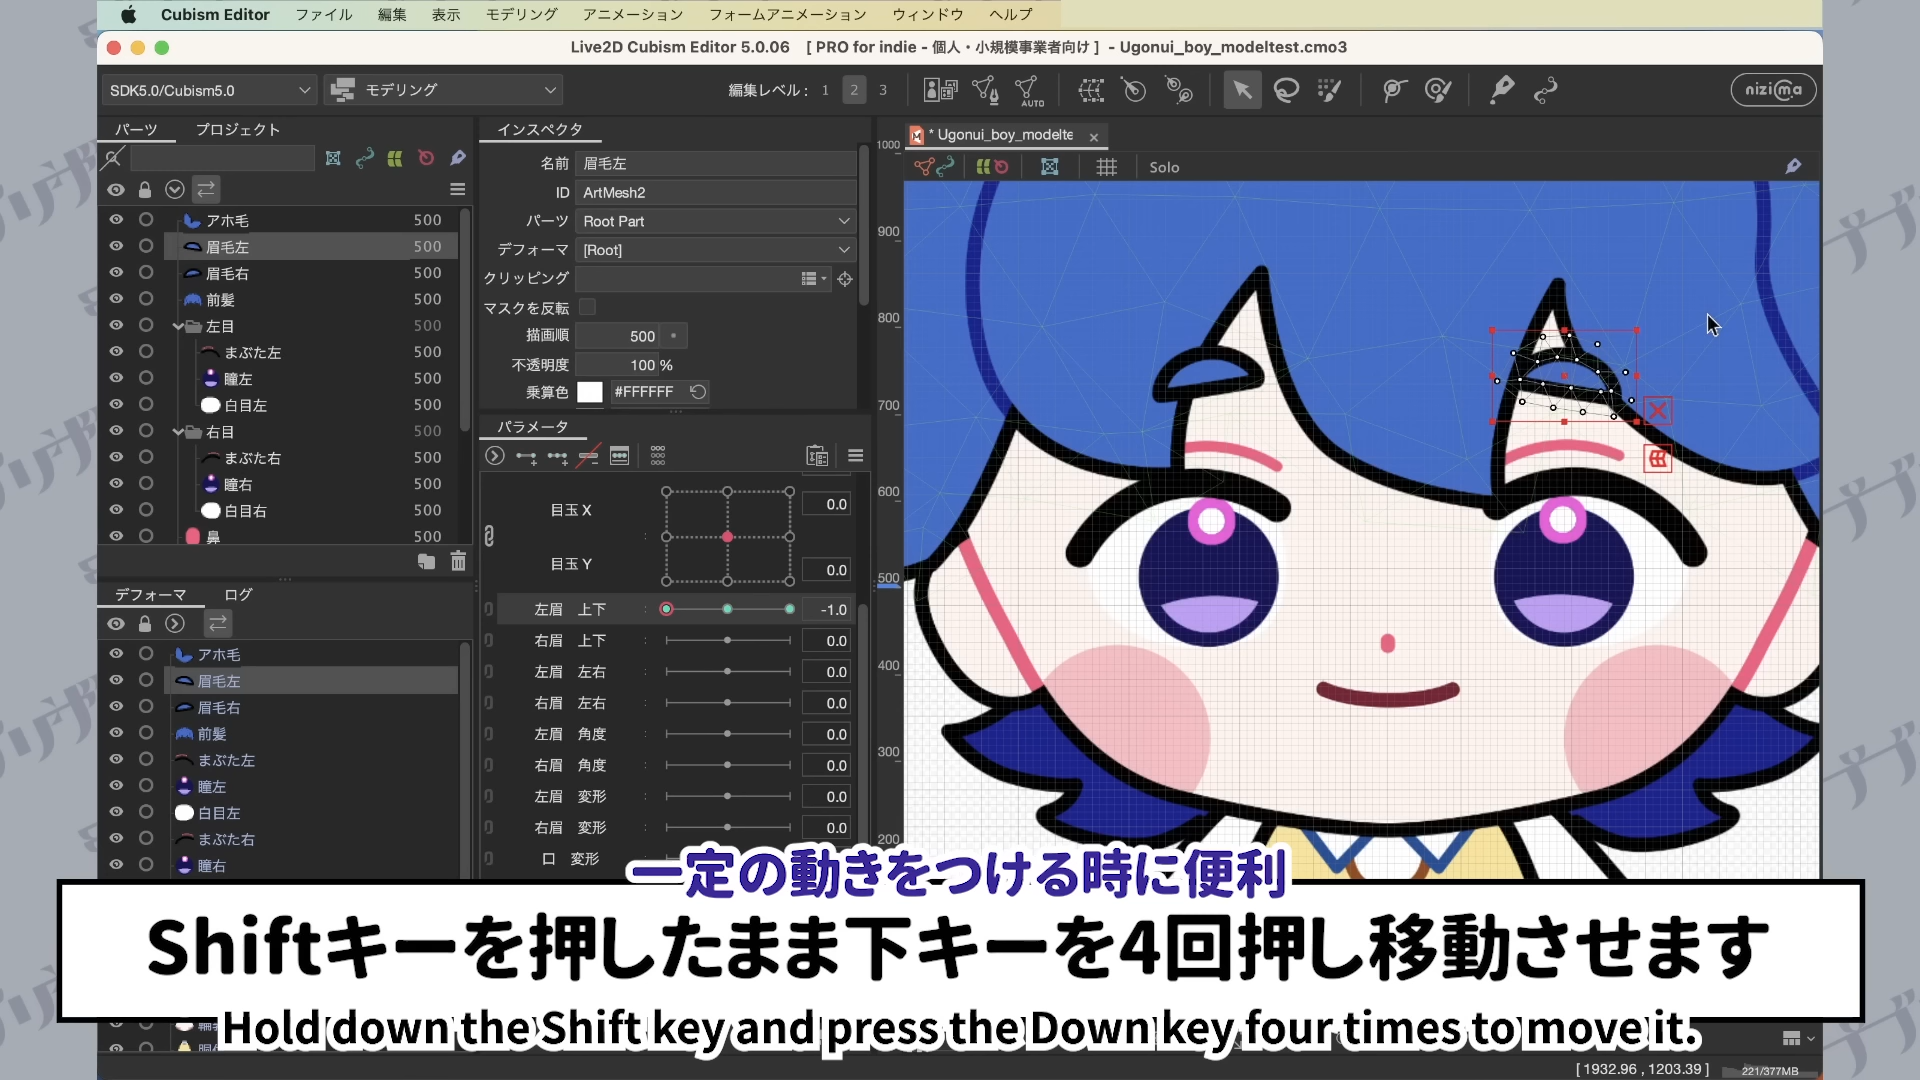 Cubism Editor ファイル 編集 表示 モデリング アニメーション フォームアニメーション ウィンドウ ヘルプ
Live2D Cubism Editor 5.0.06 [ PRO for indie - 個人・小規模事業者向け ] - Ugonui_boy_modeltest.cmo3
SDK5.0/Cubism5.0
モデリング
編集レベル : 1 2 3
AUTO
nizima
パーツ プロジェクト
アホ毛 500
眉毛左 500
眉毛右 500
前髪 500
左目 500
まぶた左 500
瞳左 500
白目左 500
右目 500
まぶた右 500
瞳右 500
白目右 500
鼻 500
デフォーマ ログ
アホ毛
眉毛左
眉毛右
前髪
まぶた左
瞳左
白目左
まぶた右
瞳右
インスペクタ
名前 眉毛左
ID ArtMesh2
パーツ Root Part
デフォーマ [Root]
クリッピング
マスクを反転
描画順 500
不透明度 100 %
乗算色 #FFFFFF
パラメータ
目玉 X 0.0
目玉 Y 0.0
左眉 上下 : -1.0
右眉 上下 : 0.0
左眉 左右 : 0.0
右眉 左右 : 0.0
左眉 角度 : 0.0
右眉 角度 : 0.0
左眉 変形 : 0.0
右眉 変形 : 0.0
口 変形
* Ugonui_boy_modelte
Solo
1000
900
800
700
600
500
400
300
200
一定の動きをつける時に便利
Shiftキーを押したまま下キーを4回押し移動させます
Hold down the Shift key and press the Down key four times to move it.
[ 1932.96 , 1203.39 ]
221/377MB